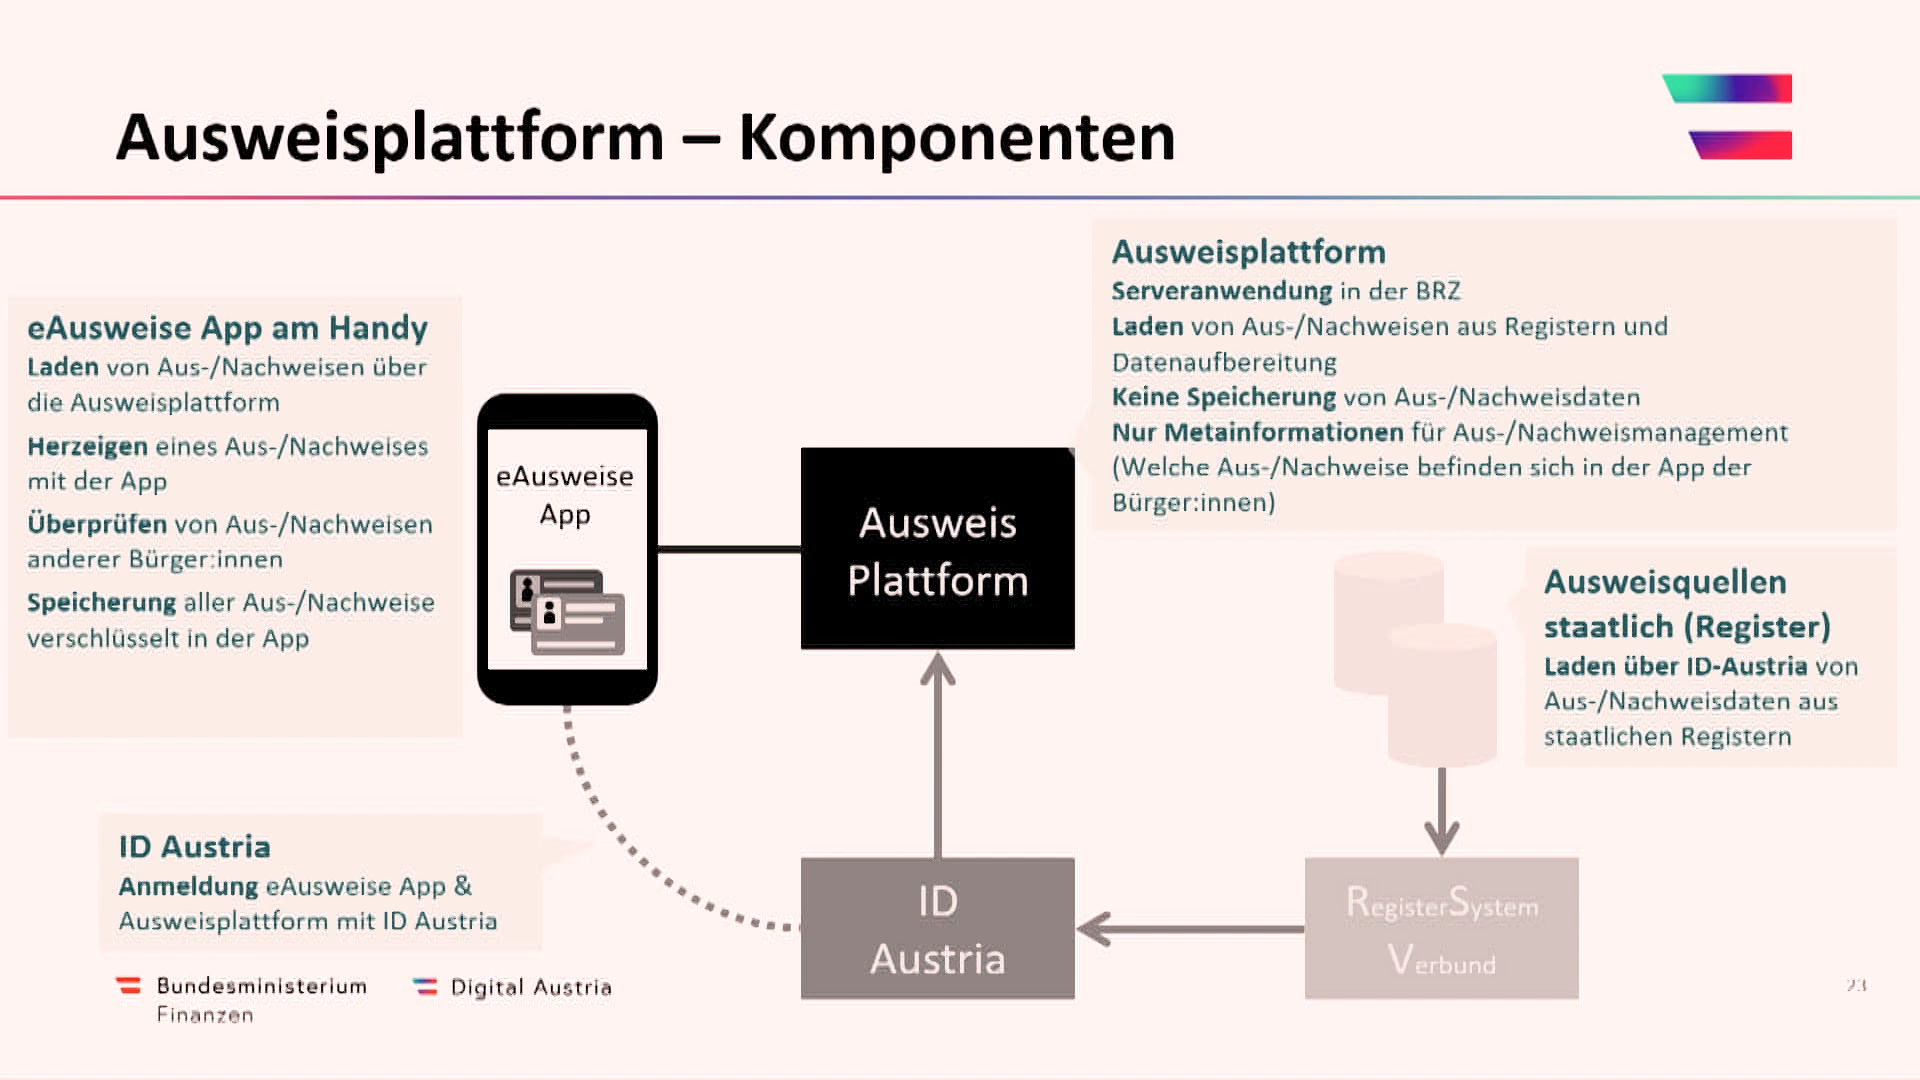 Ausweisplattform – Komponenten
eAusweise App am Handy
Laden von Aus-/Nachweisen über
die Ausweisplattform
Herzeigen eines Aus-/Nachweises
mit der App
Überprüfen von Aus-/Nachweisen
anderer Bürger:innen
Speicherung aller Aus-/Nachweise
verschlüsselt in der App
eAusweise
App
Ausweis
Plattform
Ausweisplattform
Serveranwendung in der BRZ
Laden von Aus-/Nachweisen aus Registern und
Datenaufbereitung
Keine Speicherung von Aus-/Nachweisdaten
Nur Metainformationen für Aus-/Nachweismanagement
(Welche Aus-/Nachweise befinden sich in der App der
Bürger:innen)
Ausweisquellen
staatlich (Register)
Laden über ID-Austria von
Aus-/Nachweisdaten aus
staatlichen Registern
ID Austria
Anmeldung eAusweise App &
Ausweisplattform mit ID Austria
ID
Austria
RegisterSystem
Verbund
Bundesministerium
Finanzen
Digital Austria
23